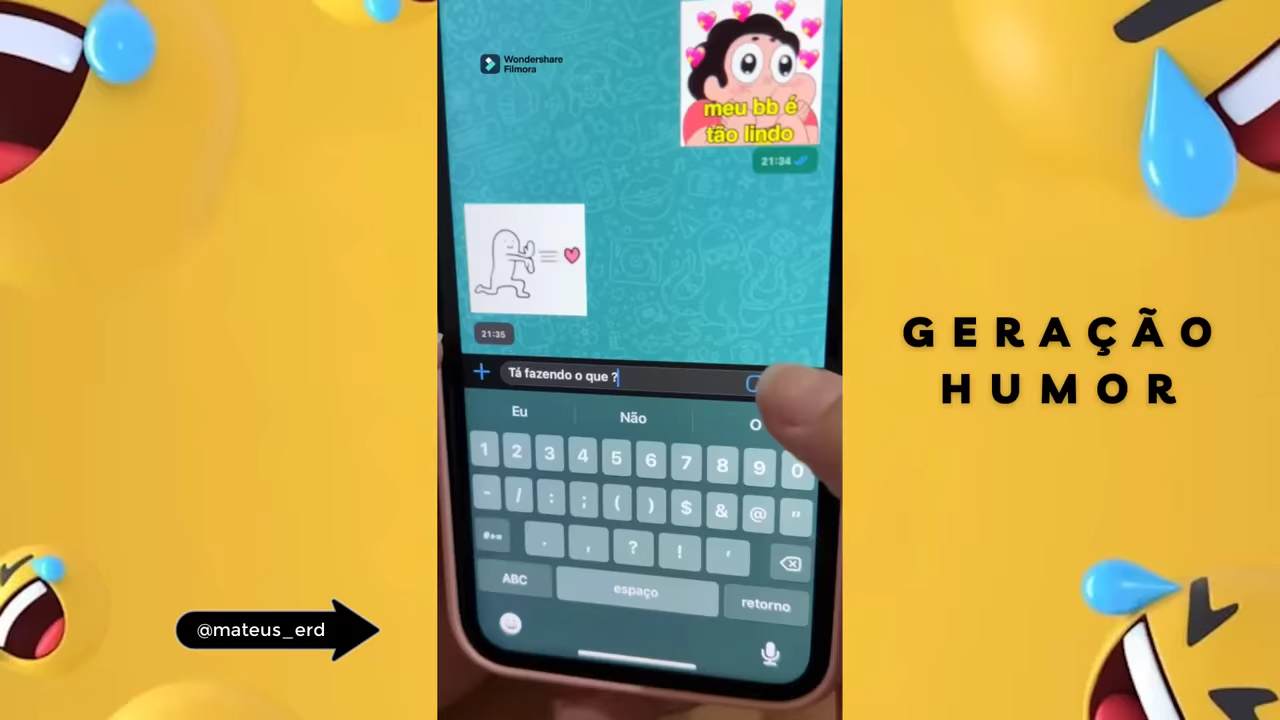 Wondershare
Filmora
meu bb é
tão lindo
21:34
21:35
Tá fazendo o que ?
Eu
Não
O
1 2 3 4 5 6 7 8 9 0
- / : ; ( ) $ & @ "
#+= . , ? ! '
ABC
espaço
retorno
GERAÇÃO
HUMOR
@mateus_erd